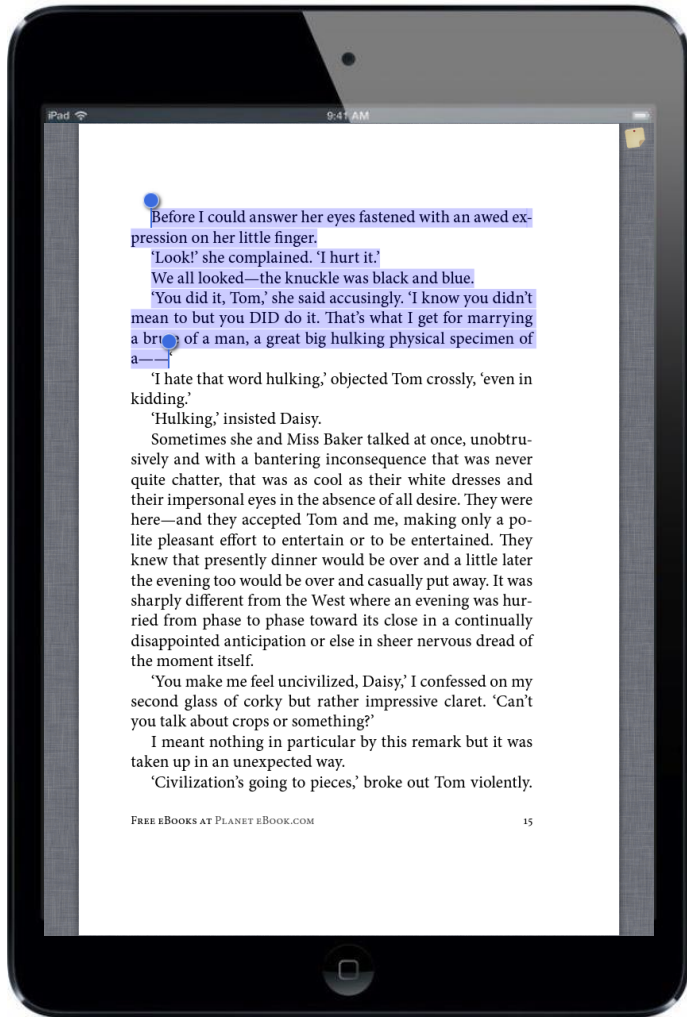 iPad
9:41 AM
Before I could answer her eyes fastened with an awed ex-
pression on her little finger.
‘Look!’ she complained. ‘I hurt it.’
We all looked—the knuckle was black and blue.
‘You did it, Tom,’ she said accusingly. ‘I know you didn’t
mean to but you DID do it. That’s what I get for marrying
a of a man, a great big hulking physical specimen of
a——‘
‘I hate that word hulking,’ objected Tom crossly, ‘even in
kidding.’
‘Hulking,’ insisted Daisy.
Sometimes she and Miss Baker talked at once, unobtru-
sively and with a bantering inconsequence that was never
quite chatter, that was as cool as their white dresses and
their impersonal eyes in the absence of all desire. They were
here—and they accepted Tom and me, making only a po-
lite pleasant effort to entertain or to be entertained. They
knew that presently dinner would be over and a little later
the evening too would be over and casually put away. It was
sharply different from the West where an evening was hur-
ried from phase to phase toward its close in a continually
disappointed anticipation or else in sheer nervous dread of
the moment itself.
‘You make me feel uncivilized, Daisy,’ I confessed on my
second glass of corky but rather impressive claret. ‘Can’t
you talk about crops or something?’
I meant nothing in particular by this remark but it was
taken up in an unexpected way.
‘Civilization’s going to pieces,’ broke out Tom violently.
Free eBooks at Planet eBook.com 15